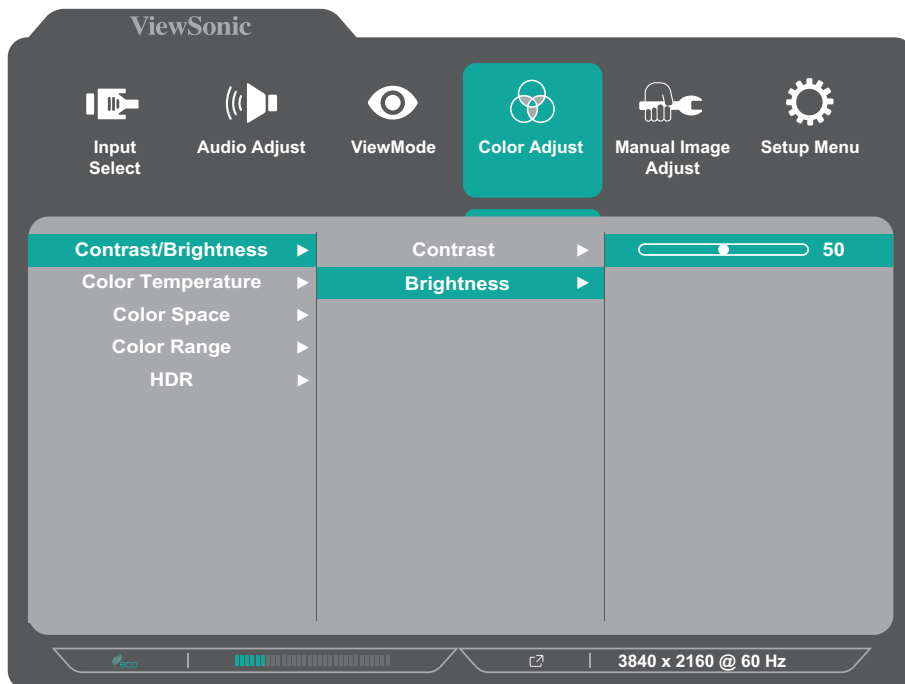 ViewSonic
Input Select
Audio Adjust
ViewMode
Color Adjust
Manual Image Adjust
Setup Menu
Contrast/Brightness
Contrast
50
Color Temperature
Brightness
Color Space
Color Range
HDR
eco
3840 x 2160 @ 60 Hz